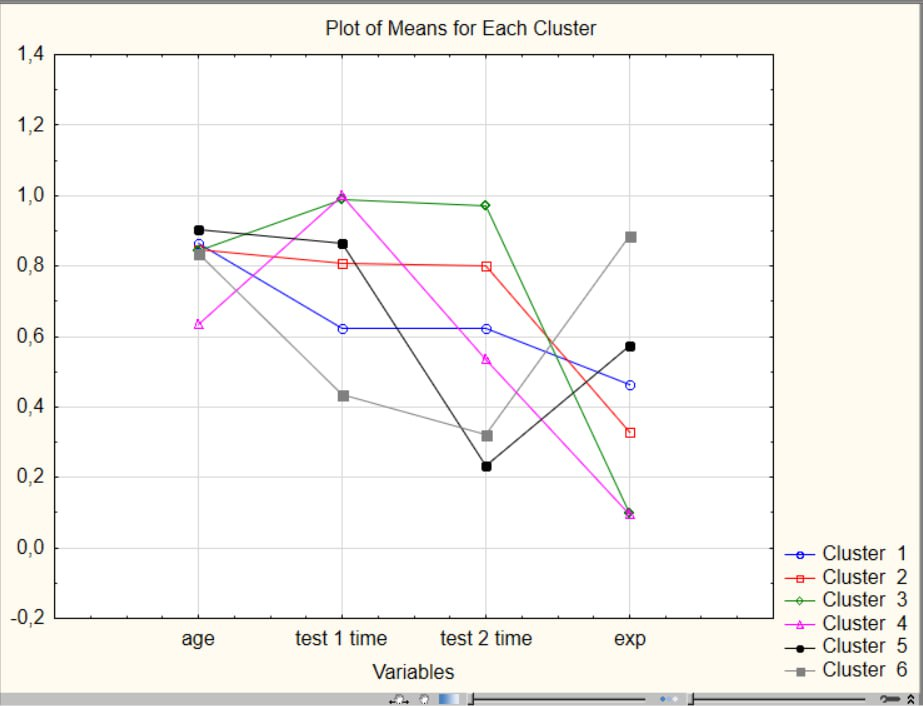 Plot of Means for Each Cluster
1,4
1,2
1,0
0,8
0,6
0,4
0,2
0,0
-0,2
age test 1 time test 2 time exp
Variables
Cluster 1
Cluster 2
Cluster 3
Cluster 4
Cluster 5
Cluster 6